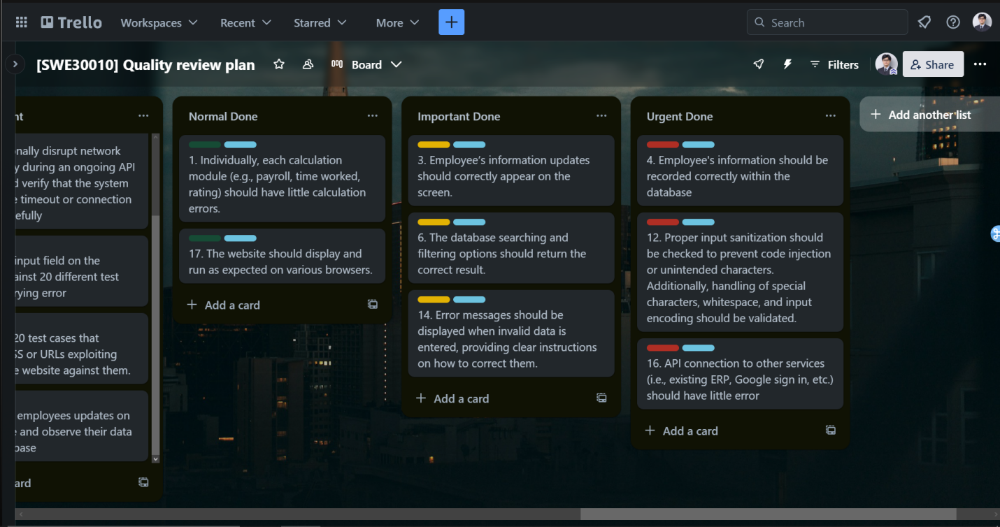 Trello
Workspaces
Recent
Starred
More
Search
[SWE30010] Quality review plan
Board
Filters
Share
nt
nally disrupt network
y during an ongoing API
d verify that the system
e timeout or connection
efully
input field on the
ainst 20 different test
rying error
20 test cases that
SS or URLs exploiting
e website against them.
employees updates on
e and observe their data
base
ard
Normal Done
1. Individually, each calculation
module (e.g., payroll, time worked,
rating) should have little calculation
errors.
17. The website should display and
run as expected on various browsers.
Add a card
Important Done
3. Employee’s information updates
should correctly appear on the
screen.
6. The database searching and
filtering options should return the
correct result.
14. Error messages should be
displayed when invalid data is
entered, providing clear instructions
on how to correct them.
Add a card
Urgent Done
4. Employee's information should be
recorded correctly within the
database
12. Proper input sanitization should
be checked to prevent code injection
or unintended characters.
Additionally, handling of special
characters, whitespace, and input
encoding should be validated.
16. API connection to other services
(i.e., existing ERP, Google sign in, etc.)
should have little error
Add a card
Add another list